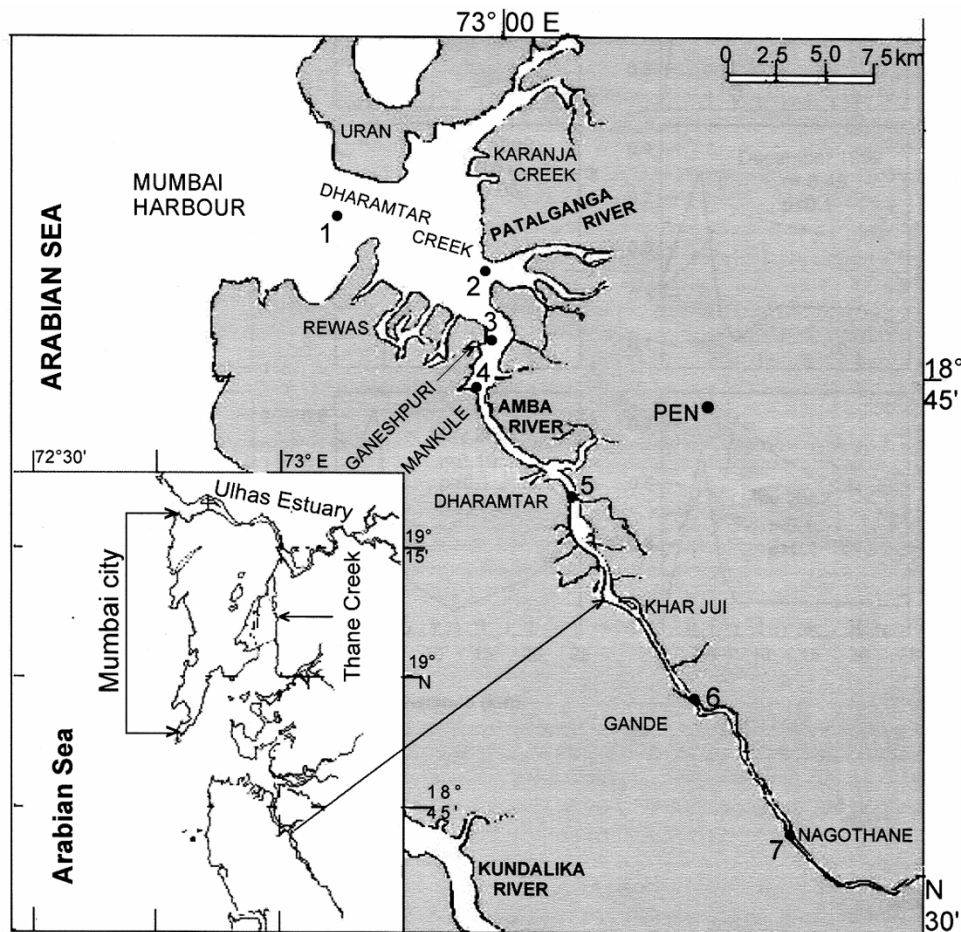 73° 00 E
0 2.5 5.0 7.5 km
URAN
KARANJA
CREEK
MUMBAI
HARBOUR
DHARAMTAR
CREEK
PATALGANGA
RIVER
1
2
ARABIAN SEA
REWAS
3
4
18°
45'
GANESHPURI
MANKULE
AMBA
RIVER
PEN
DHARAMTAR
5
KHAR JUI
6
GANDE
7
NAGOTHANE
N
30'
KUNDALIKA
RIVER
72°30'
73° E
Ulhas Estuary
19°
15'
Mumbai city
Thane Creek
19°
N
Arabian Sea
18°
45'